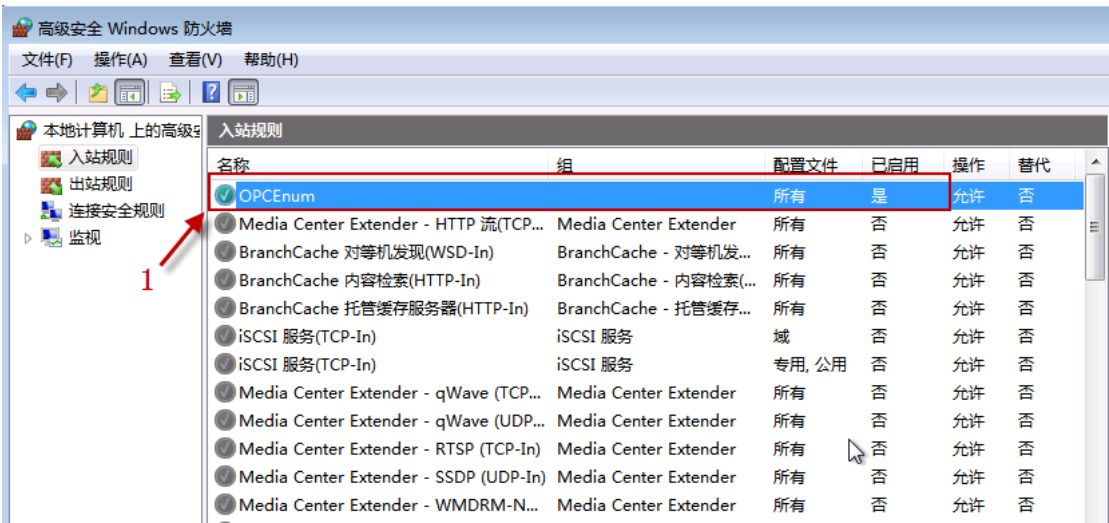 高级安全 Windows 防火墙
文件(F) 操作(A) 查看(V) 帮助(H)
本地计算机 上的高级安
入站规则
出站规则
连接安全规则
监视
1
入站规则
名称 组 配置文件 已启用 操作 替代
OPCEnum 所有 是 允许 否
Media Center Extender - HTTP 流(TCP... Media Center Extender 所有 否 允许 否
BranchCache 对等机发现(WSD-In) BranchCache - 对等机发... 所有 否 允许 否
BranchCache 内容检索(HTTP-In) BranchCache - 内容检索(... 所有 否 允许 否
BranchCache 托管缓存服务器(HTTP-In) BranchCache - 托管缓存... 所有 否 允许 否
iSCSI 服务(TCP-In) iSCSI 服务 域 否 允许 否
iSCSI 服务(TCP-In) iSCSI 服务 专用, 公用 否 允许 否
Media Center Extender - qWave (TCP... Media Center Extender 所有 否 允许 否
Media Center Extender - qWave (UDP... Media Center Extender 所有 否 允许 否
Media Center Extender - RTSP (TCP-In) Media Center Extender 所有 否 允许 否
Media Center Extender - SSDP (UDP-In) Media Center Extender 所有 否 允许 否
Media Center Extender - WMDRM-N... Media Center Extender 所有 否 允许 否